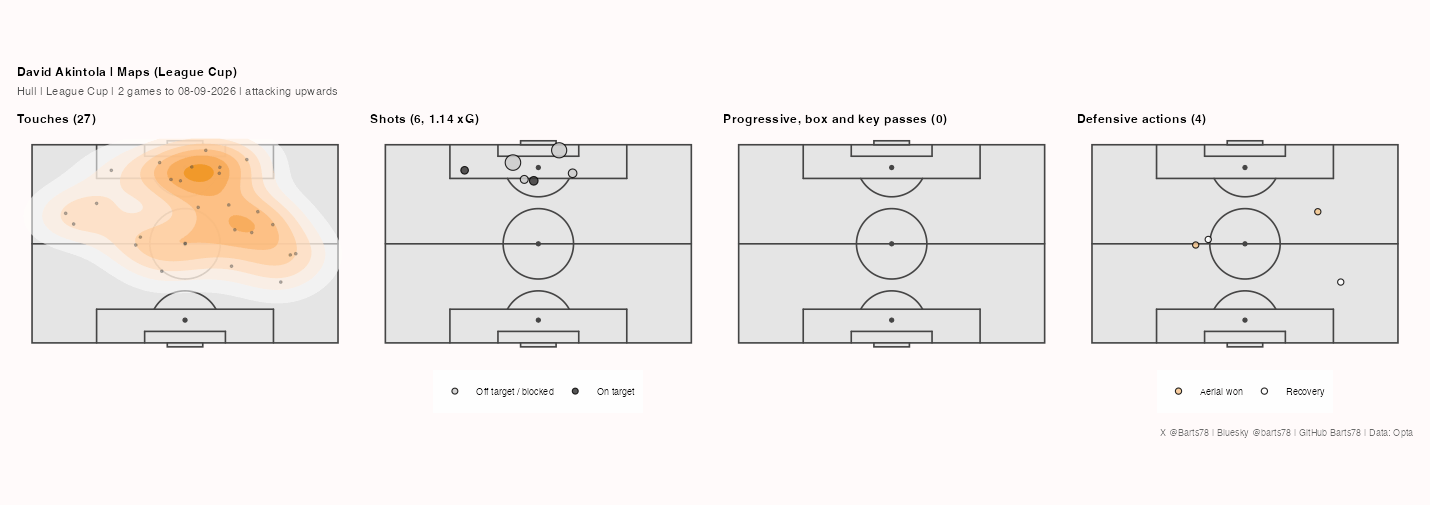 David Akintola | Maps (League Cup)
Hull | League Cup | 2 games to 08-09-2026 | attacking upwards
Touches (27)
Shots (6, 1.14 xG)
Progressive, box and key passes (0)
Defensive actions (4)
Off target / blocked
On target
Aerial won
Recovery
X @Barts78 | Bluesky @barts78 | GitHub Barts78 | Data: Opta